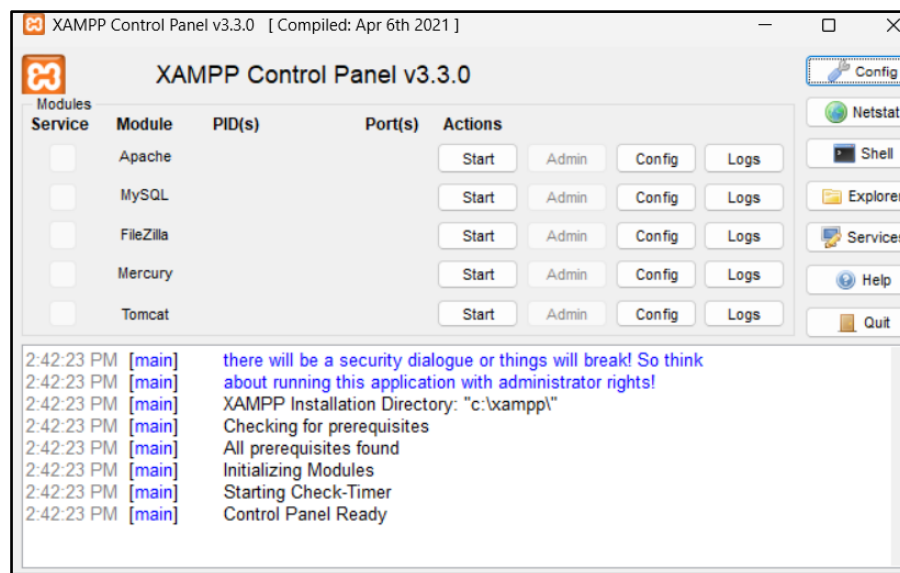 XAMPP Control Panel v3.3.0 [ Compiled: Apr 6th 2021 ]
XAMPP Control Panel v3.3.0
Config
Modules
Service Module PID(s) Port(s) Actions
Netstat
Apache Start Admin Config Logs
Shell
MySQL Start Admin Config Logs
Explorer
FileZilla Start Admin Config Logs
Services
Mercury Start Admin Config Logs
Help
Tomcat Start Admin Config Logs
Quit
2:42:23 PM [main] there will be a security dialogue or things will break! So think
2:42:23 PM [main] about running this application with administrator rights!
2:42:23 PM [main] XAMPP Installation Directory: "c:\xampp\"
2:42:23 PM [main] Checking for prerequisites
2:42:23 PM [main] All prerequisites found
2:42:23 PM [main] Initializing Modules
2:42:23 PM [main] Starting Check-Timer
2:42:23 PM [main] Control Panel Ready